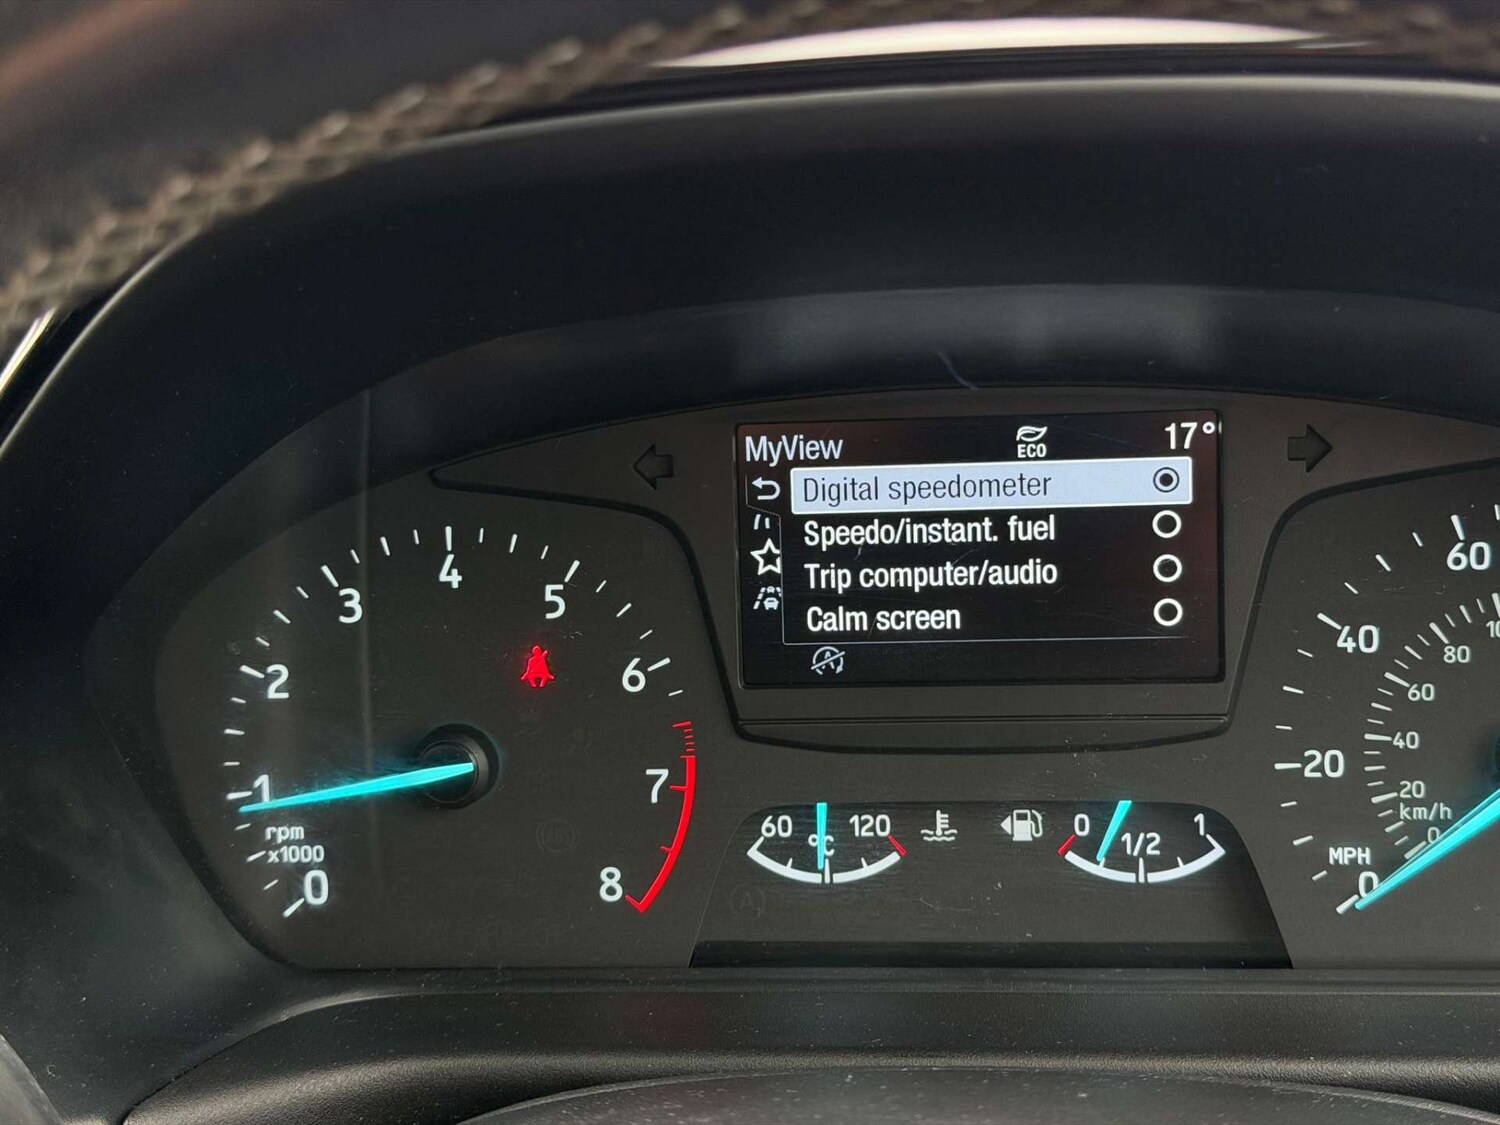 MyView ECO 17°
Digital speedometer
Speedo/instant. fuel
Trip computer/audio
Calm screen
A
0
1
2
3
4
5
6
7
8
rpm
x1000
60 °C 120
0 1/2 1
MPH
0
20
40
60
km/h
0
20
40
60
80